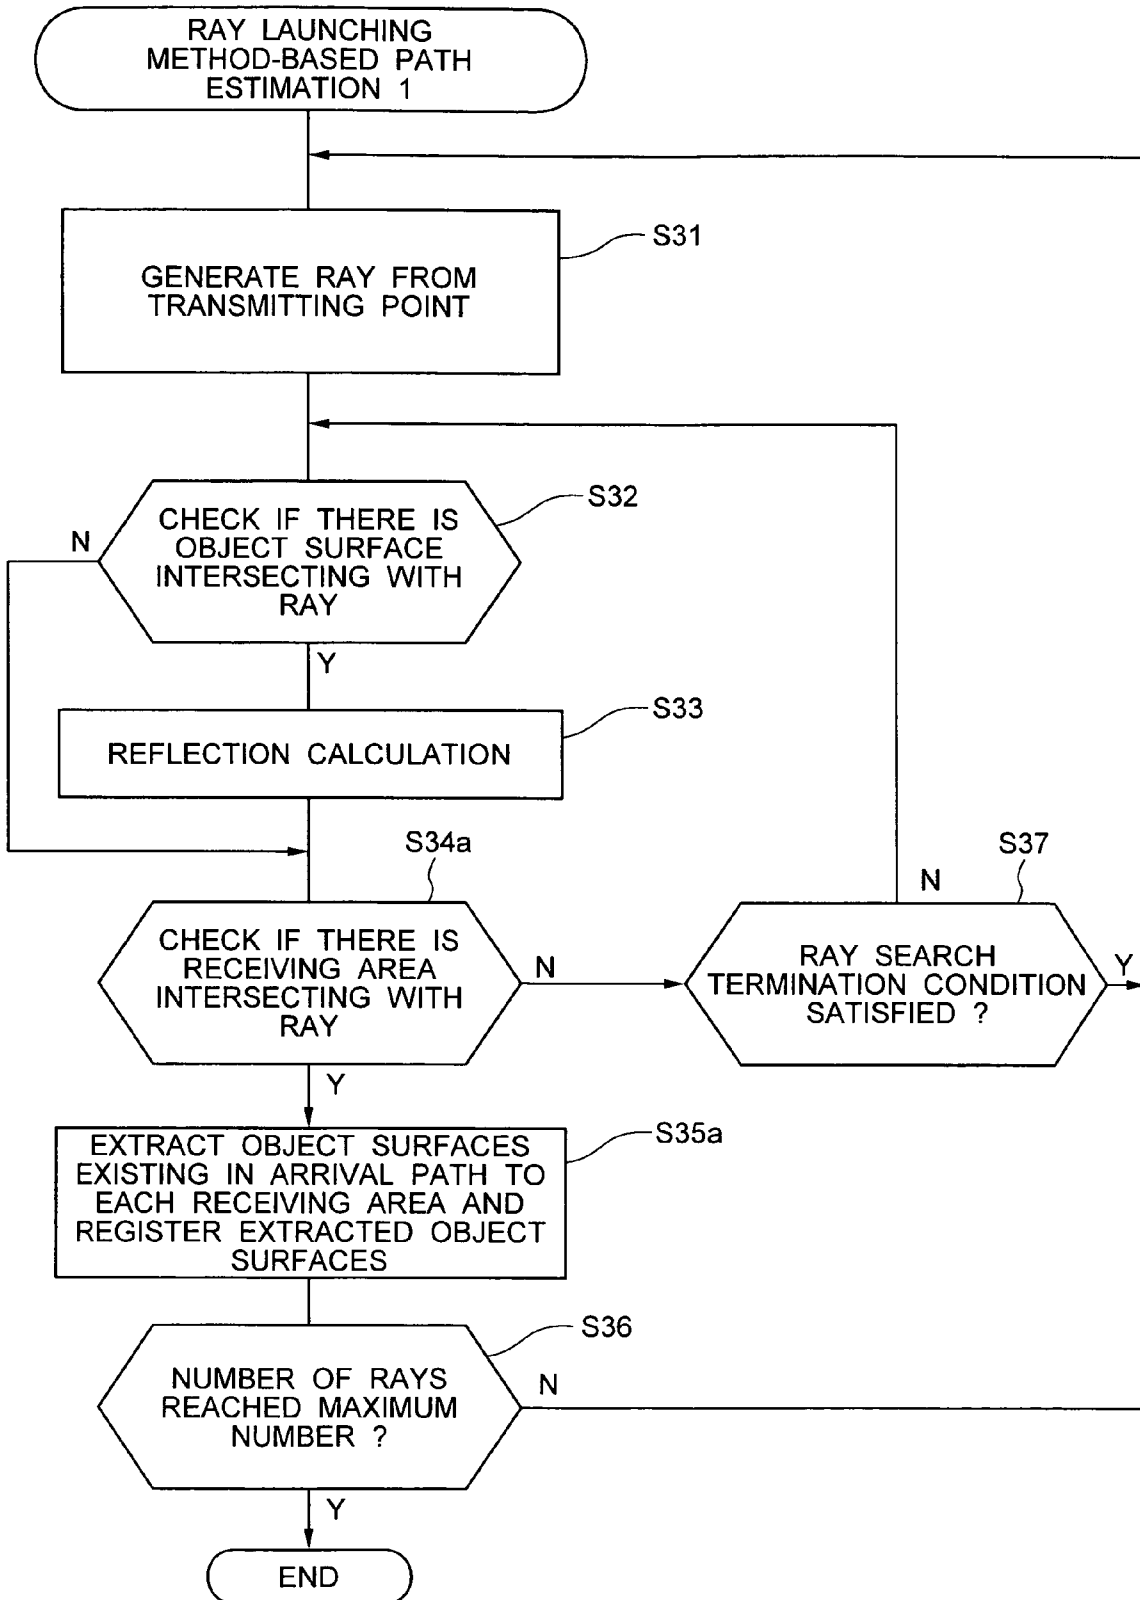 RAY LAUNCHING
METHOD-BASED PATH
ESTIMATION 1
S31
GENERATE RAY FROM
TRANSMITTING POINT
S32
CHECK IF THERE IS
OBJECT SURFACE
INTERSECTING WITH
RAY
N
Y
S33
REFLECTION CALCULATION
S34a
CHECK IF THERE IS
RECEIVING AREA
INTERSECTING WITH
RAY
N
Y
S37
N
RAY SEARCH
TERMINATION CONDITION
SATISFIED ?
Y
S35a
EXTRACT OBJECT SURFACES
EXISTING IN ARRIVAL PATH TO
EACH RECEIVING AREA AND
REGISTER EXTRACTED OBJECT
SURFACES
S36
NUMBER OF RAYS
REACHED MAXIMUM
NUMBER ?
N
Y
END